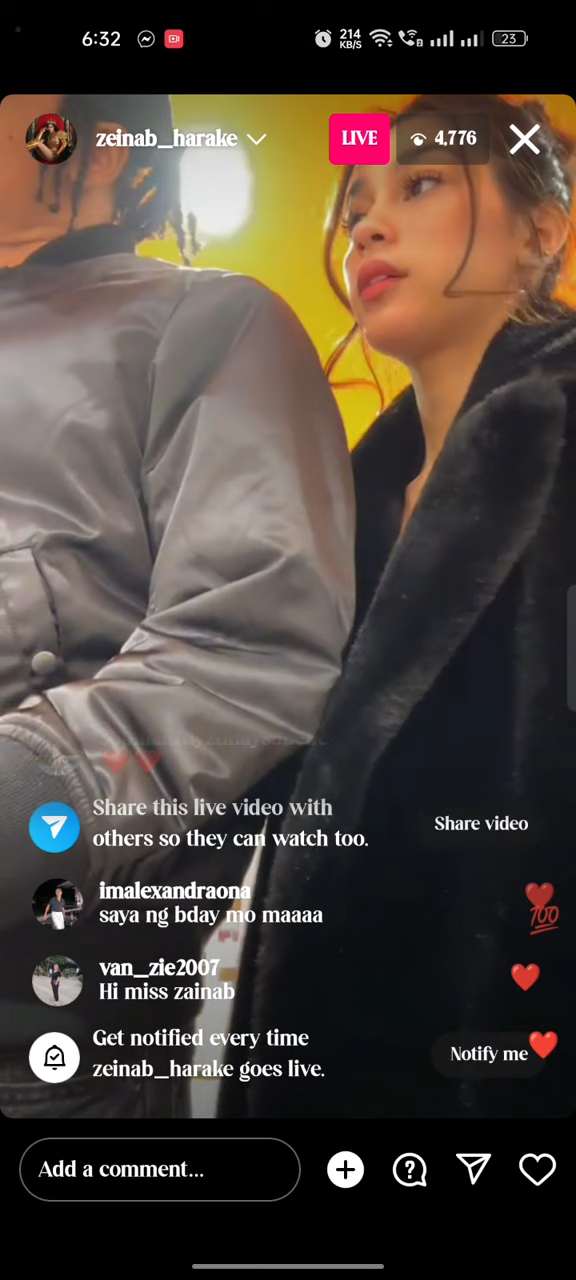 6:32
214
KB/S
2
23
zeinab_harake
LIVE
4,776
Share this live video with
others so they can watch too.
Share video
imalexandraona
saya ng bday mo maaaa
100
van_zie2007
Hi miss zainab
Get notified every time
zeinab_harake goes live.
Notify me
Add a comment...